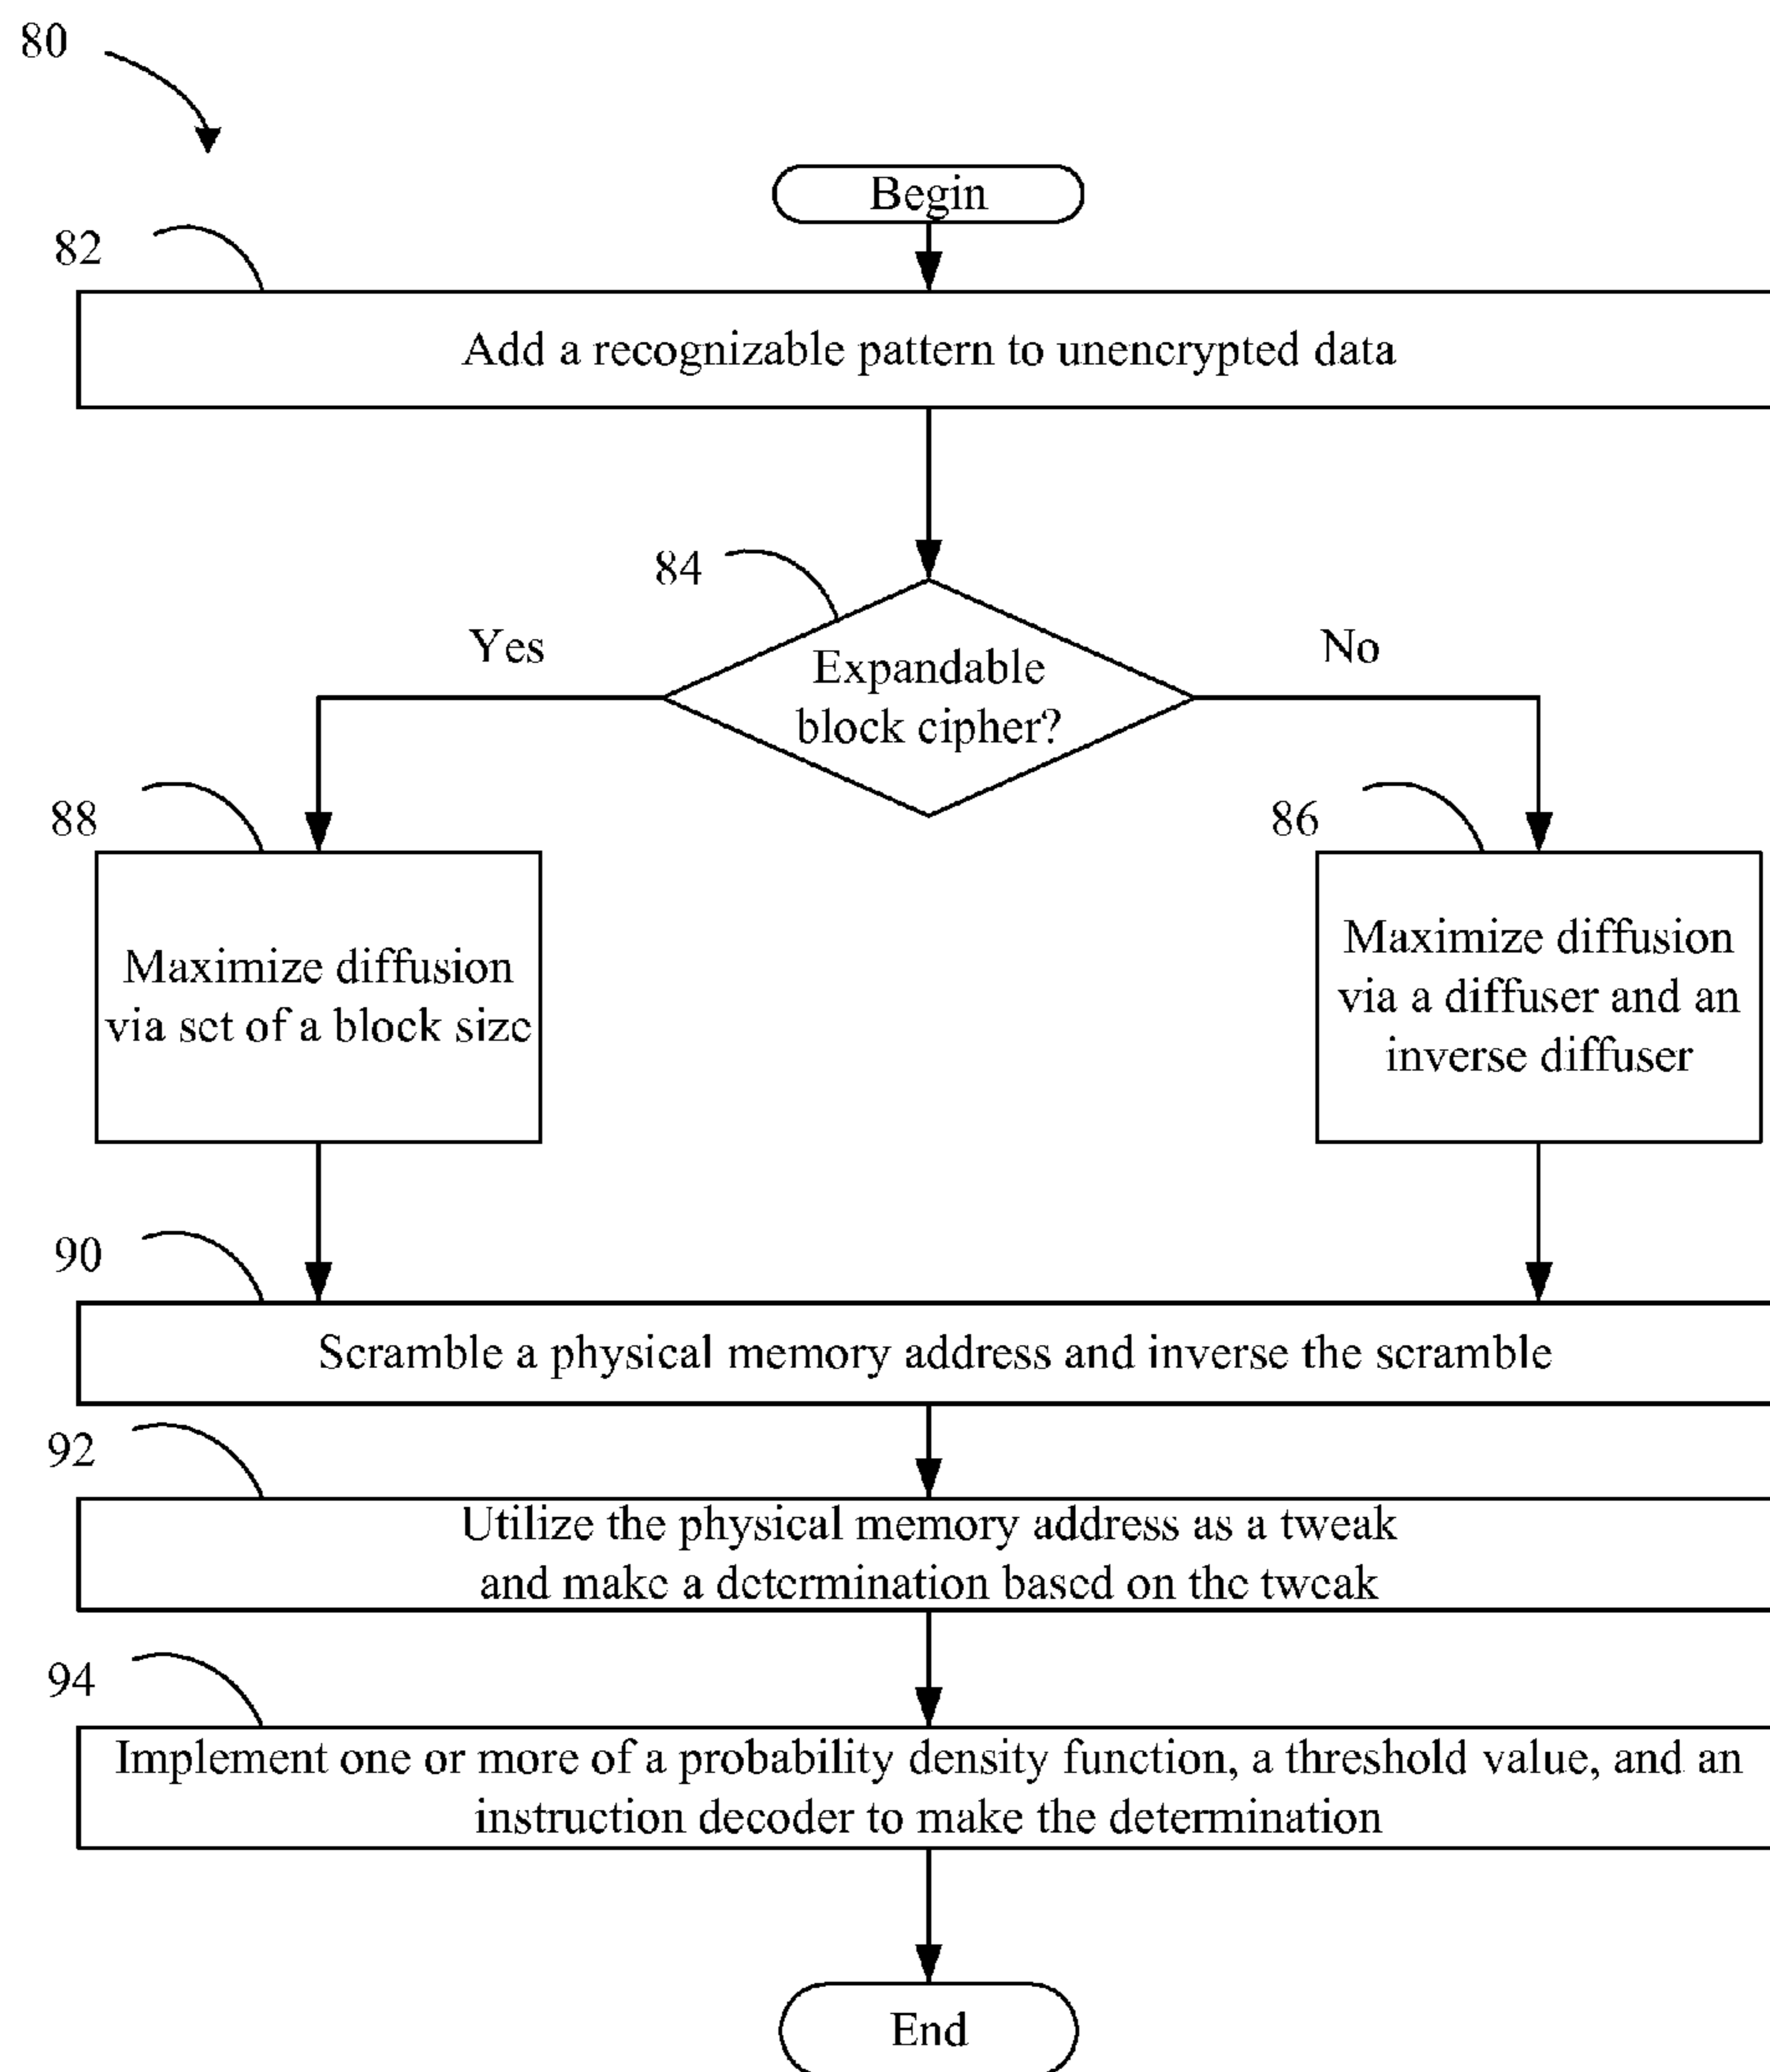 80
Begin
82
Add a recognizable pattern to unencrypted data
84
Yes
No
Expandable
block cipher?
88
86
Maximize diffusion
via set of a block size
Maximize diffusion
via a diffuser and an
inverse diffuser
90
Scramble a physical memory address and inverse the scramble
92
Utilize the physical memory address as a tweak
and make a determination based on the tweak
94
Implement one or more of a probability density function, a threshold value, and an
instruction decoder to make the determination
End